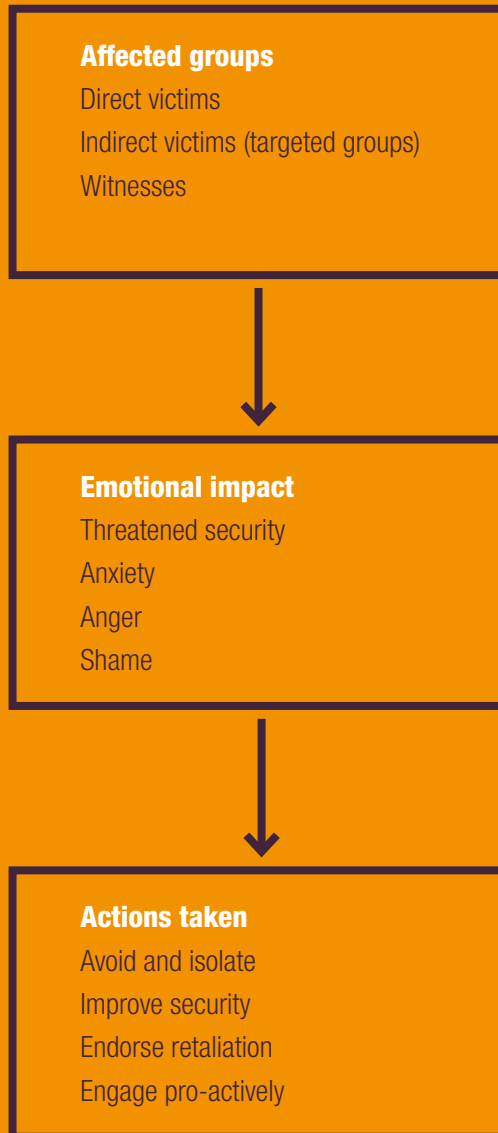 Affected groups
Direct victims
Indirect victims (targeted groups)
Witnesses
Emotional impact
Threatened security
Anxiety
Anger
Shame
Actions taken
Avoid and isolate
Improve security
Endorse retaliation
Engage pro-actively